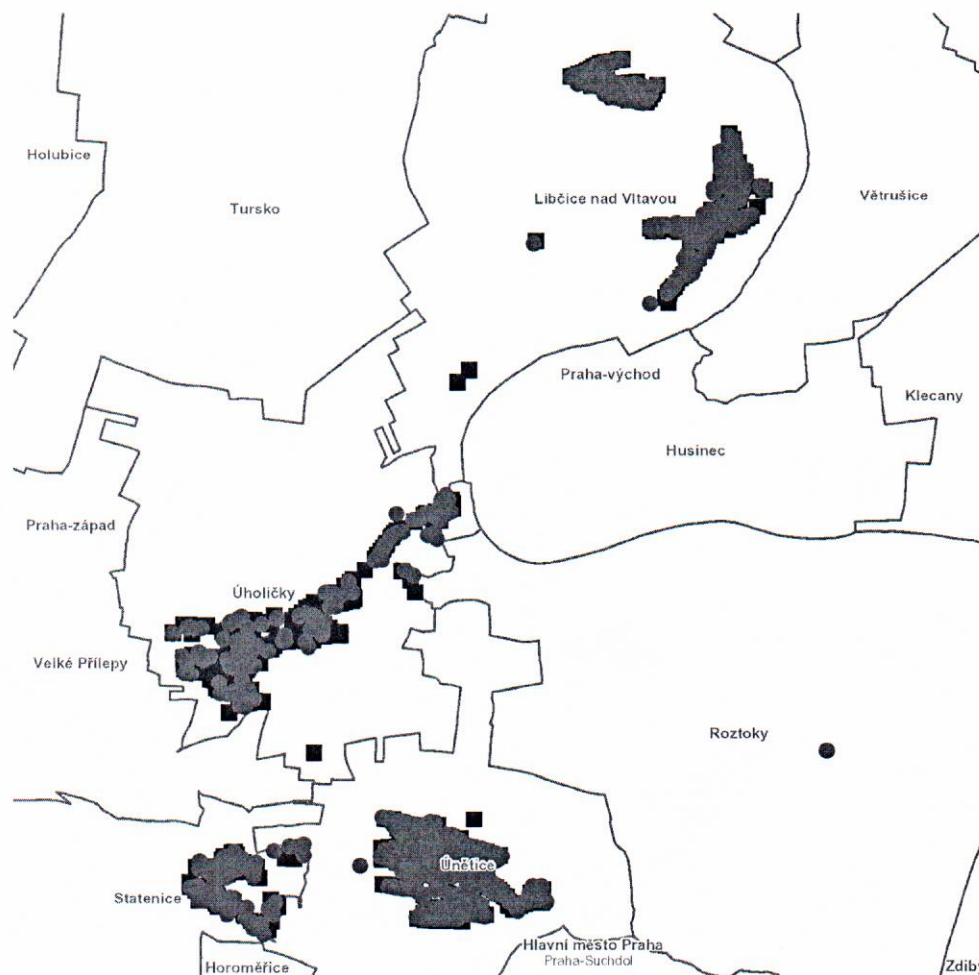 Holubice
Tursko
Libčice nad Vltavou
Větrušice
Praha-východ
Klecany
Husinec
Praha-západ
Úholičky
Velké Přílepy
Roztoky
Únětice
Statenice
Hlavní město Praha
Praha-Suchdol
Horoměřice
Zdiby